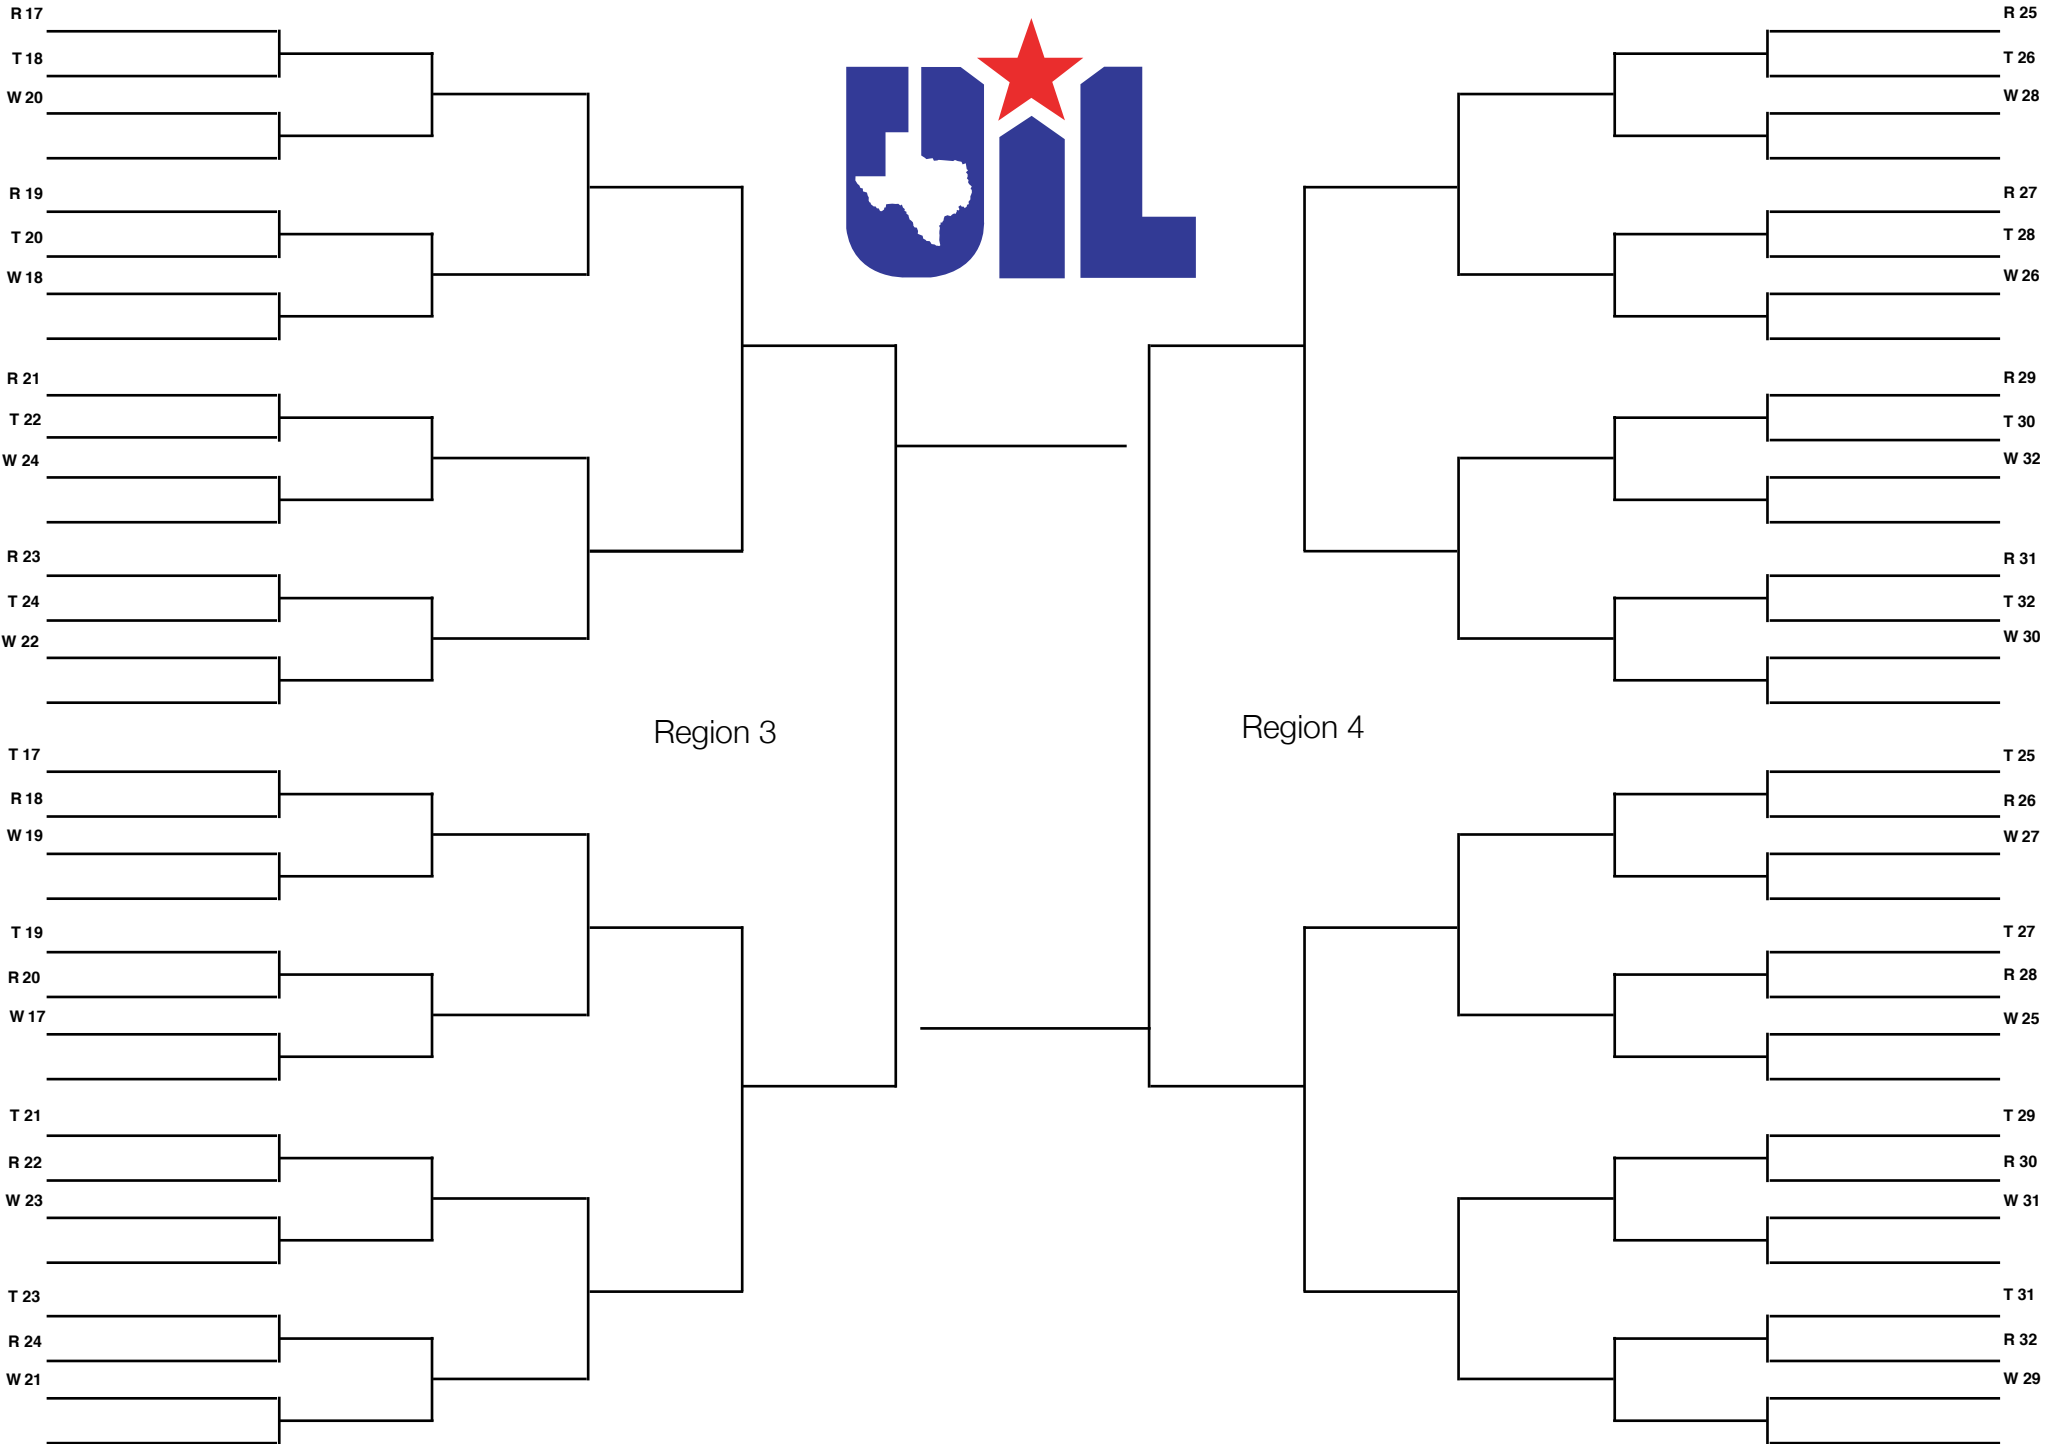 R 17
T 18
W 20
R 19
T 20
W 18
R 21
T 22
W 24
R 23
T 24
W 22
T 17
R 18
W 19
T 19
R 20
W 17
T 21
R 22
W 23
T 23
R 24
W 21
UIL
Region 3
Region 4
R 25
T 26
W 28
R 27
T 28
W 26
R 29
T 30
W 32
R 31
T 32
W 30
T 25
R 26
W 27
T 27
R 28
W 25
T 29
R 30
W 31
T 31
R 32
W 29